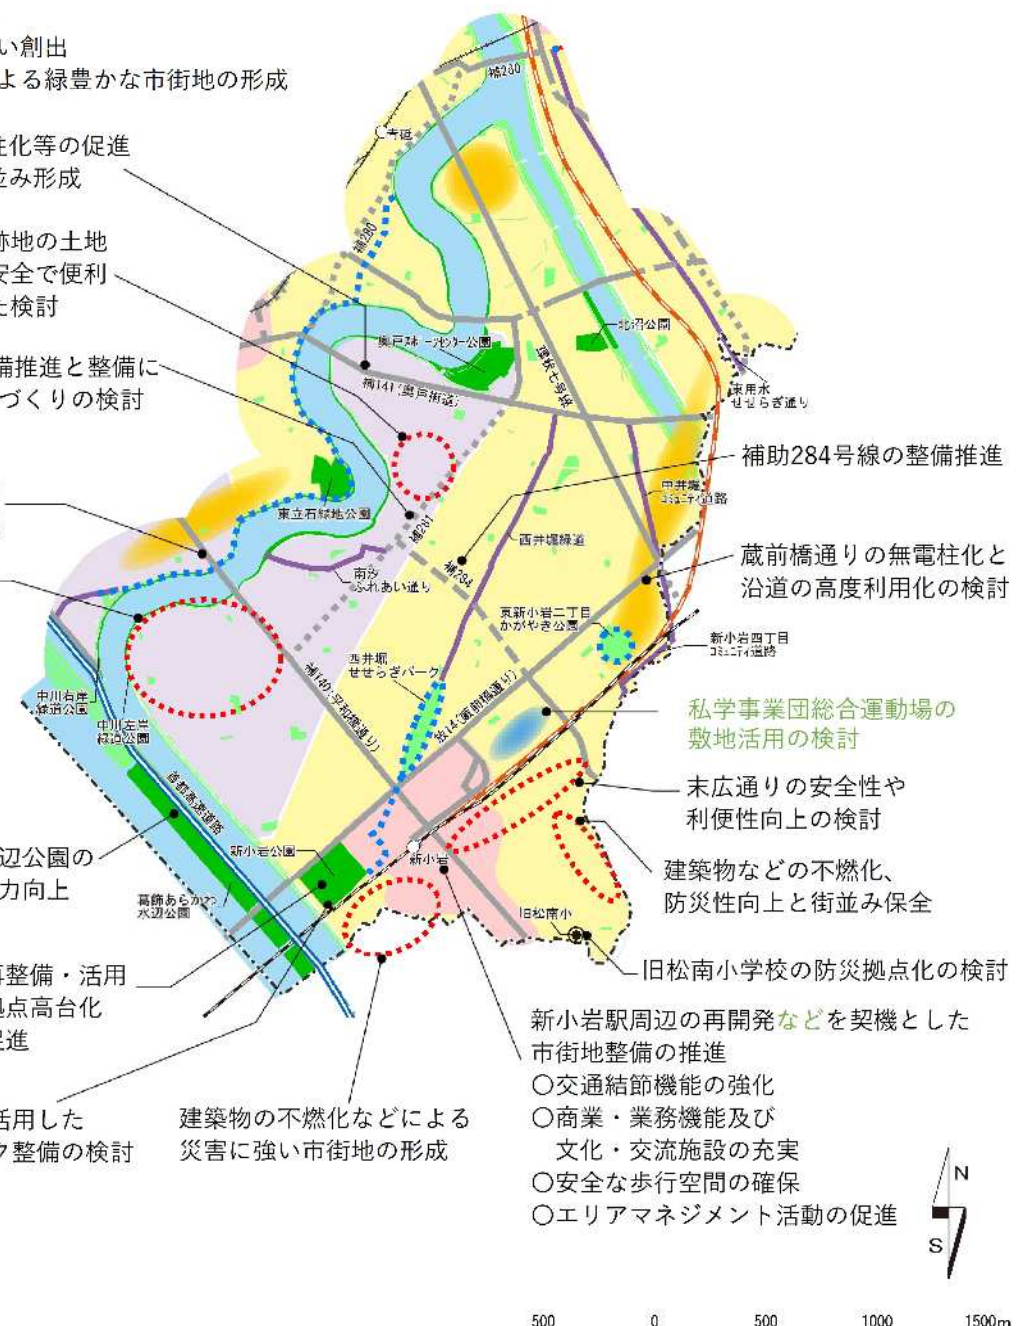 い創出
よる緑豊かな市街地の形成
補280
青砥
柱化等の促進
並み形成
跡地の土地
安全で便利
た検討
補280
北沼公園
奥戸スポーツセンター公園
環状七号線
備推進と整備に
づくりの検討
補141(奥戸街道)
東用水
せせらぎ通り
補助284号線の整備推進
中井堀
コミュニティ道路
東立石緑地公園
補261
西井堀緑道
補284
蔵前橋通りの無電柱化と
沿道の高度利用化の検討
南汐
ふれあい通り
東新小岩二丁目
かがやき公園
新小岩四丁目
コミュニティ道路
西井堀
せせらぎパーク
中川右岸
緑道公園
中川左岸
緑道公園
補140(平和橋通り)
放14(蔵前橋通り)
私学事業団総合運動場の
敷地活用の検討
首都高速道路
末広通りの安全性や
利便性向上の検討
辺公園の
力向上
新小岩公園
新小岩
葛飾あらかわ
水辺公園
建築物などの不燃化、
防災性向上と街並み保全
旧松南小
旧松南小学校の防災拠点化の検討
再整備・活用
拠点高台化
促進
新小岩駅周辺の再開発などを契機とした
市街地整備の推進
○交通結節機能の強化
○商業・業務機能及び
文化・交流施設の充実
○安全な歩行空間の確保
○エリアマネジメント活動の促進
活用した
ク整備の検討
建築物の不燃化などによる
災害に強い市街地の形成
N
S
500 0 500 1000 1500m